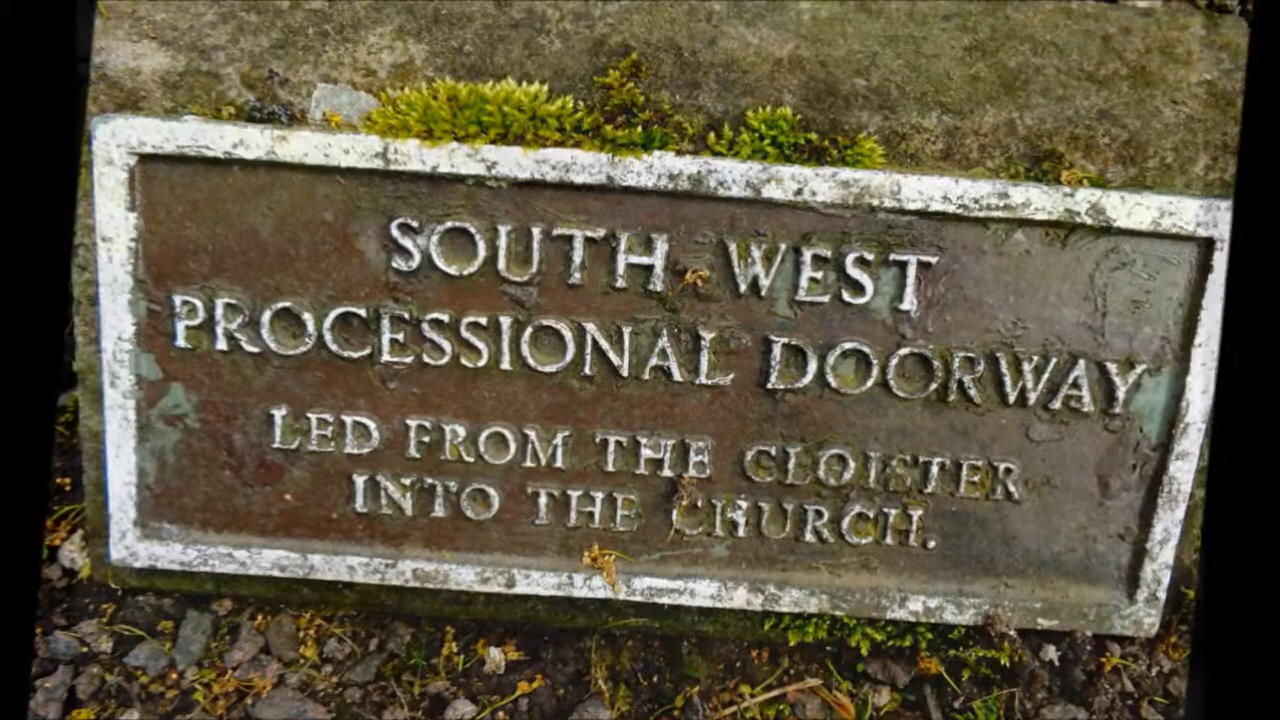 SOUTH WEST
PROCESSIONAL DOORWAY
LED FROM THE CLOISTER
INTO THE CHURCH.